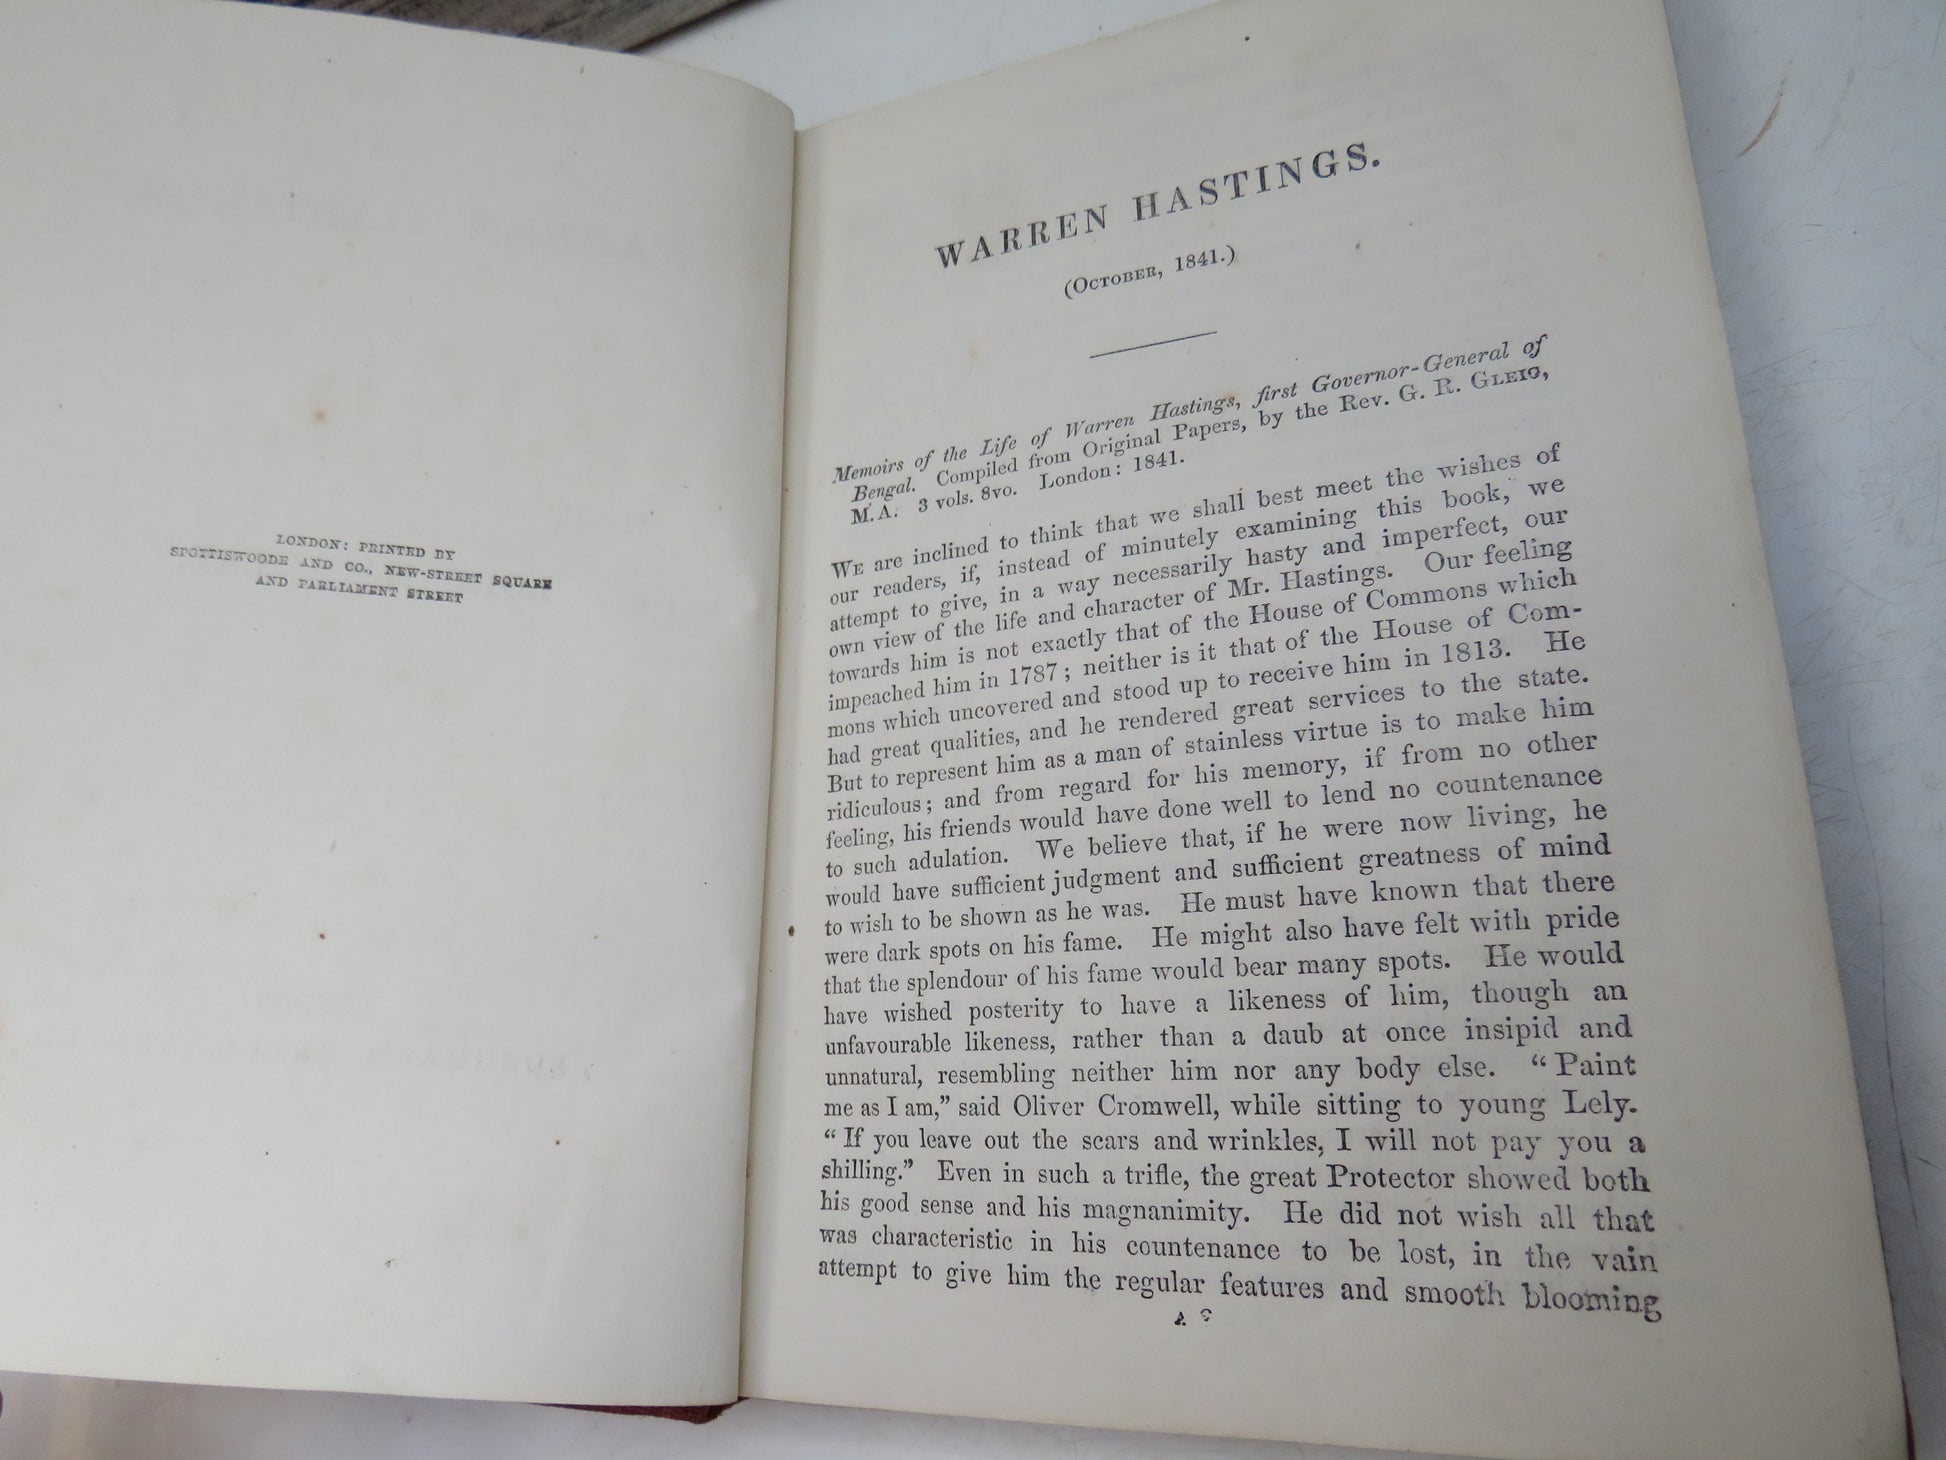 LONDON: PRINTED BY
SPOTTISWOODE AND CO., NEW-STREET SQUARE
AND PARLIAMENT STREET
WARREN HASTINGS.
(OCTOBER, 1841.)
Memoirs of the Life of Warren Hastings, first Governor-General of
Bengal. Compiled from Original Papers, by the Rev. G. R. GLEIG,
M.A. 3 vols. 8vo. London: 1841.
WE are inclined to think that we shall best meet the wishes of
our readers, if, instead of minutely examining this book, we
attempt to give, in a way necessarily hasty and imperfect, our
own view of the life and character of Mr. Hastings. Our feeling
towards him is not exactly that of the House of Commons which
impeached him in 1787; neither is it that of the House of Com-
mons which uncovered and stood up to receive him in 1813. He
had great qualities, and he rendered great services to the state.
But to represent him as a man of stainless virtue is to make him
ridiculous; and from regard for his memory, if from no other
feeling, his friends would have done well to lend no countenance
to such adulation. We believe that, if he were now living, he
would have sufficient judgment and sufficient greatness of mind
to wish to be shown as he was. He must have known that there
were dark spots on his fame. He might also have felt with pride
that the splendour of his fame would bear many spots. He would
have wished posterity to have a likeness of him, though an
unfavourable likeness, rather than a daub at once insipid and
unnatural, resembling neither him nor any body else. “Paint
me as I am,” said Oliver Cromwell, while sitting to young Lely.
“If you leave out the scars and wrinkles, I will not pay you a
shilling.” Even in such a trifle, the great Protector showed both
his good sense and his magnanimity. He did not wish all that
was characteristic in his countenance to be lost, in the vain
attempt to give him the regular features and smooth blooming
A 2